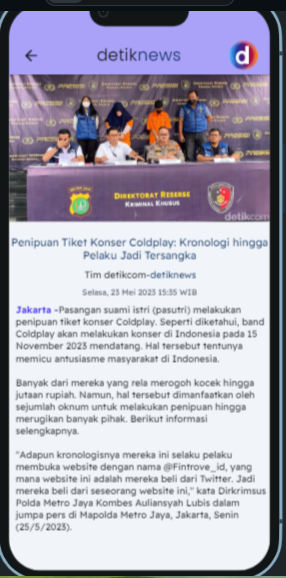 detiknews
d
DIREKTORAT RESERSE
KRIMINAL KHUSUS
detikcom
Penipuan Tiket Konser Coldplay: Kronologi hingga
Pelaku Jadi Tersangka
Tim detikcom-detiknews
Selasa, 23 Mei 2023 15:35 WIB
Jakarta -Pasangan suami istri (pasutri) melakukan
penipuan tiket konser Coldplay. Seperti diketahui, band
Coldplay akan melakukan konser di Indonesia pada 15
November 2023 mendatang. Hal tersebut tentunya
memicu antusiasme masyarakat di Indonesia.
Banyak dari mereka yang rela merogoh kocek hingga
jutaan rupiah. Namun, hal tersebut dimanfaatkan oleh
sejumlah oknum untuk melakukan penipuan hingga
merugikan banyak pihak. Berikut informasi
selengkapnya.
"Adapun kronologisnya mereka ini selaku pelaku
membuka website dengan nama @Fintrove_id, yang
mana website ini adalah mereka beli dari Twitter. Jadi
mereka beli dari seseorang website ini," kata Dirkrimsus
Polda Metro Jaya Kombes Auliansyah Lubis dalam
jumpa pers di Mapolda Metro Jaya, Jakarta, Senin
(25/5/2023).